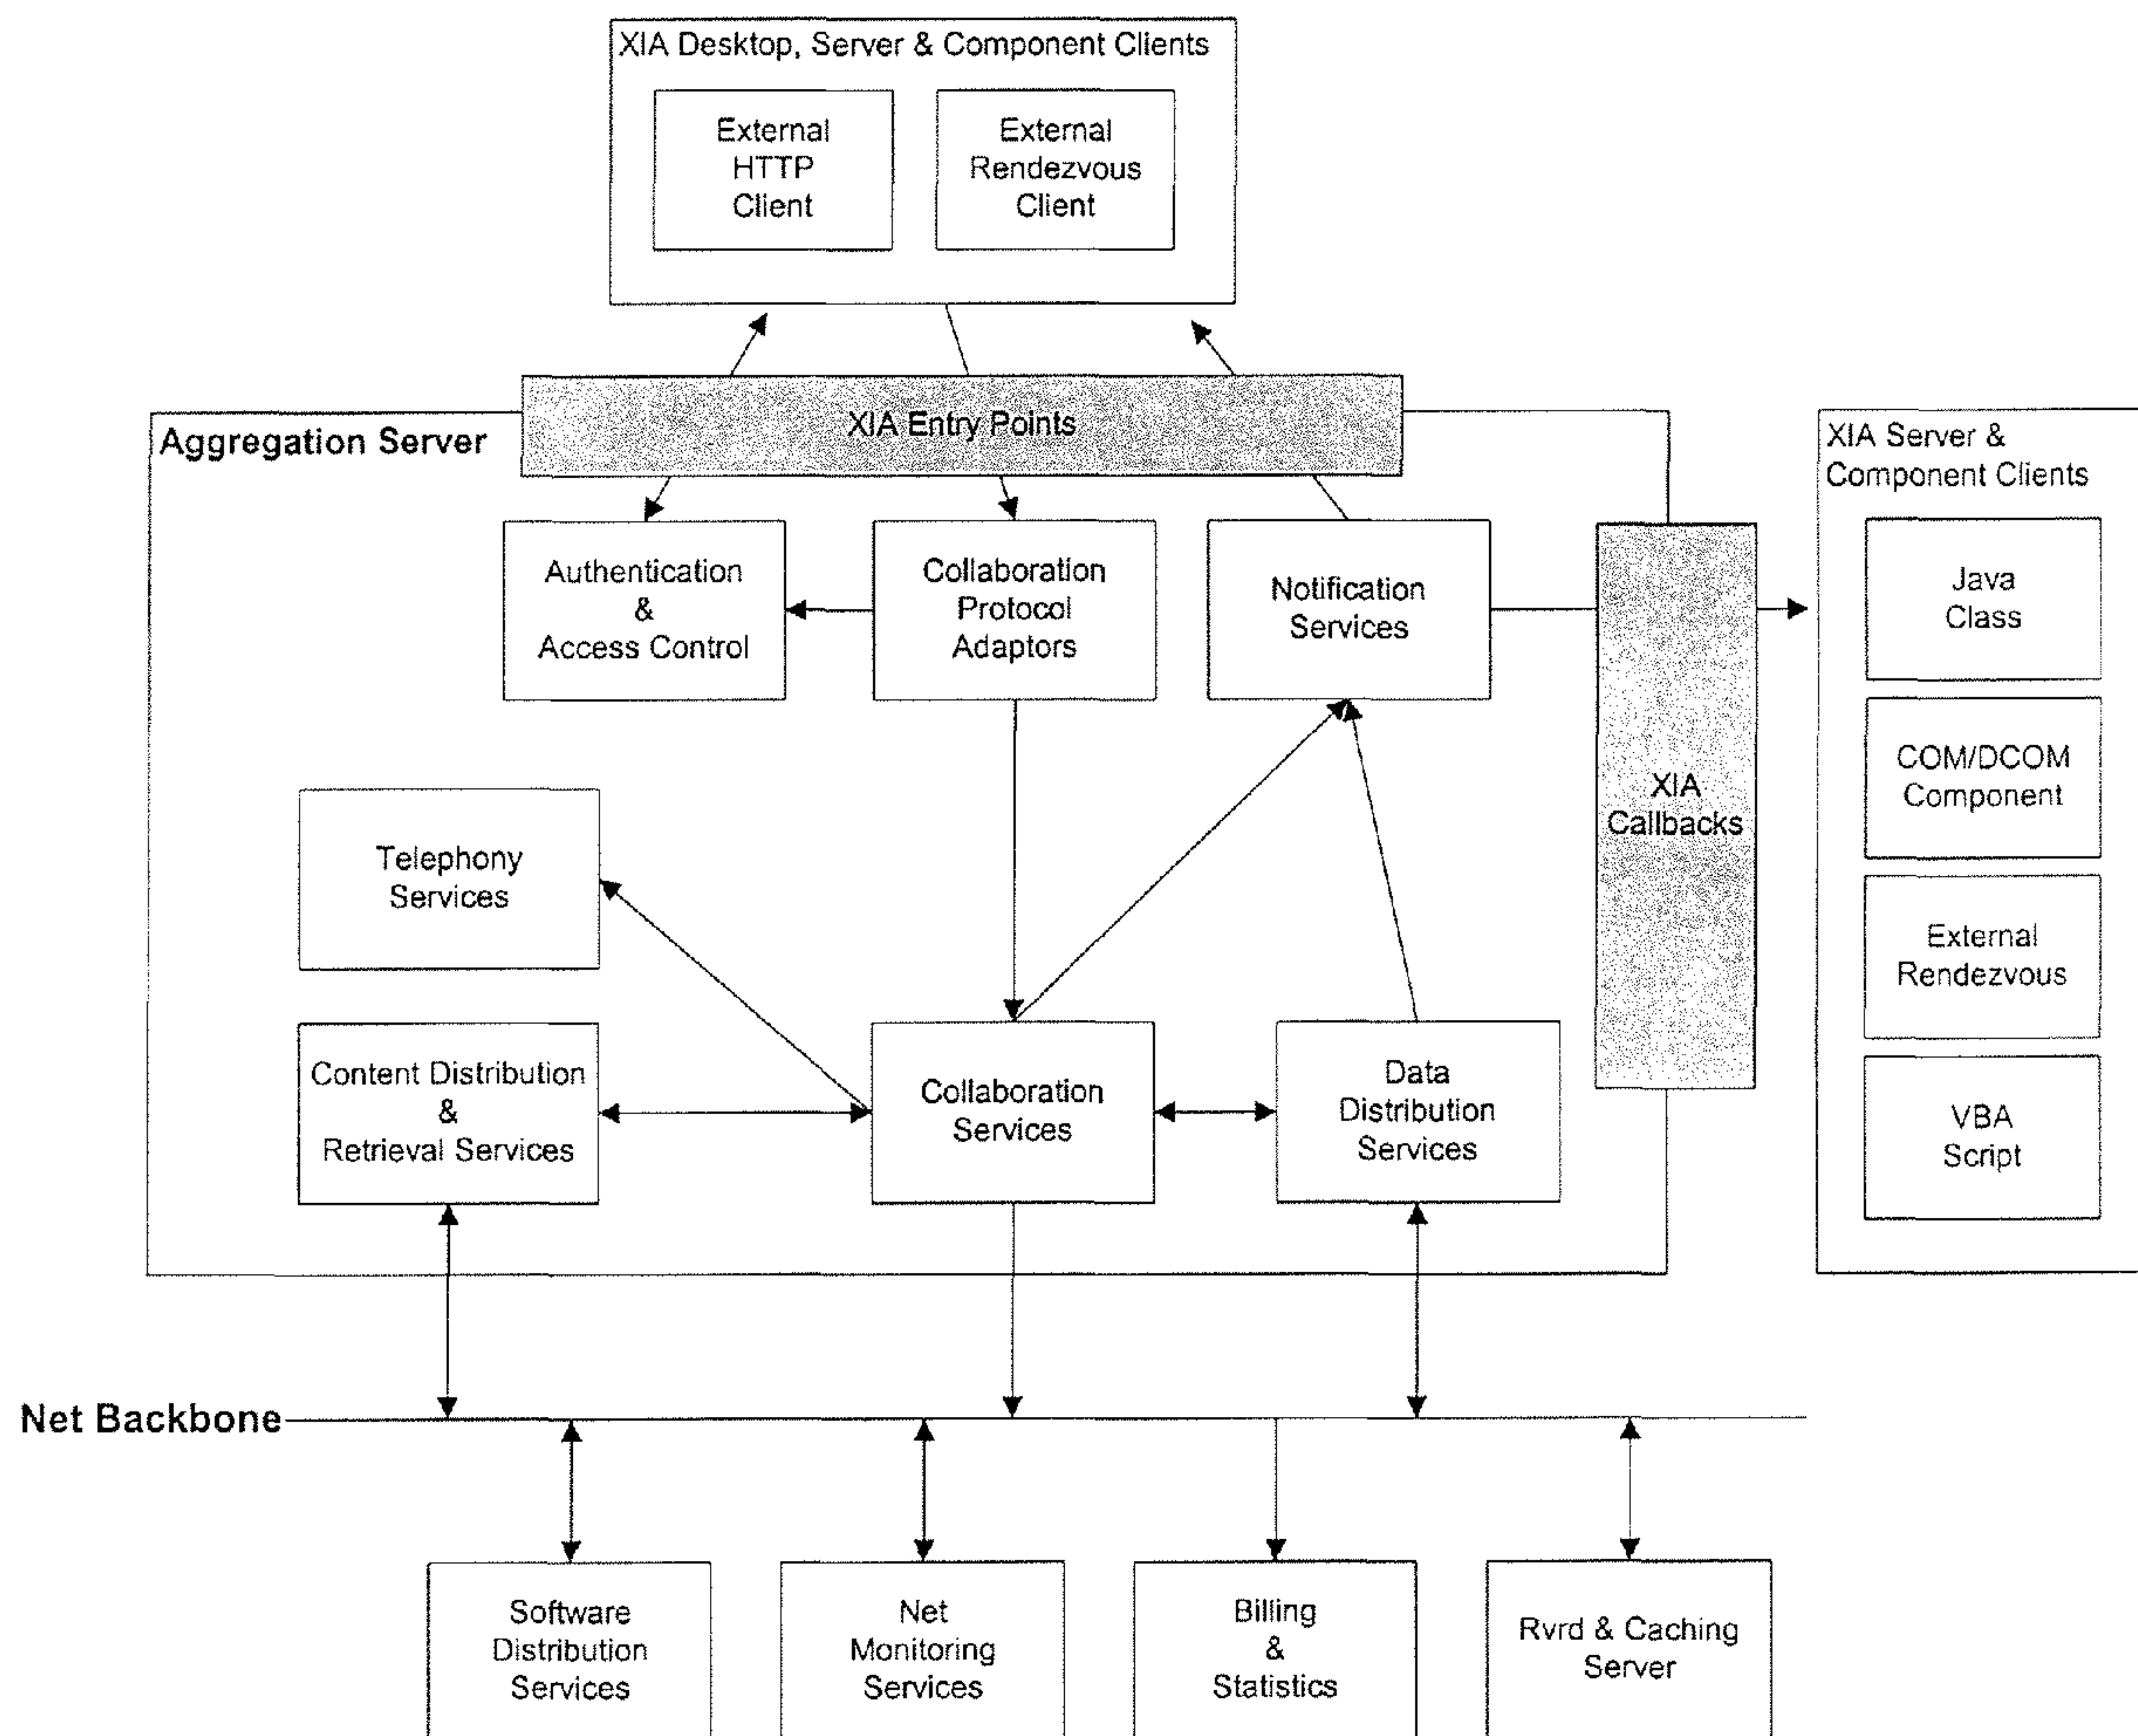 XIA Desktop, Server & Component Clients
External
HTTP
Client
External
Rendezvous
Client
XIA Entry Points
Aggregation Server
XIA Server &
Component Clients
Authentication
&
Access Control
Collaboration
Protocol
Adaptors
Notification
Services
Java
Class
COM/DCOM
Component
XIA
Callbacks
Telephony
Services
External
Rendezvous
Content Distribution
&
Retrieval Services
Collaboration
Services
Data
Distribution
Services
VBA
Script
Net Backbone
Software
Distribution
Services
Net
Monitoring
Services
Billing
&
Statistics
Rvrd & Caching
Server